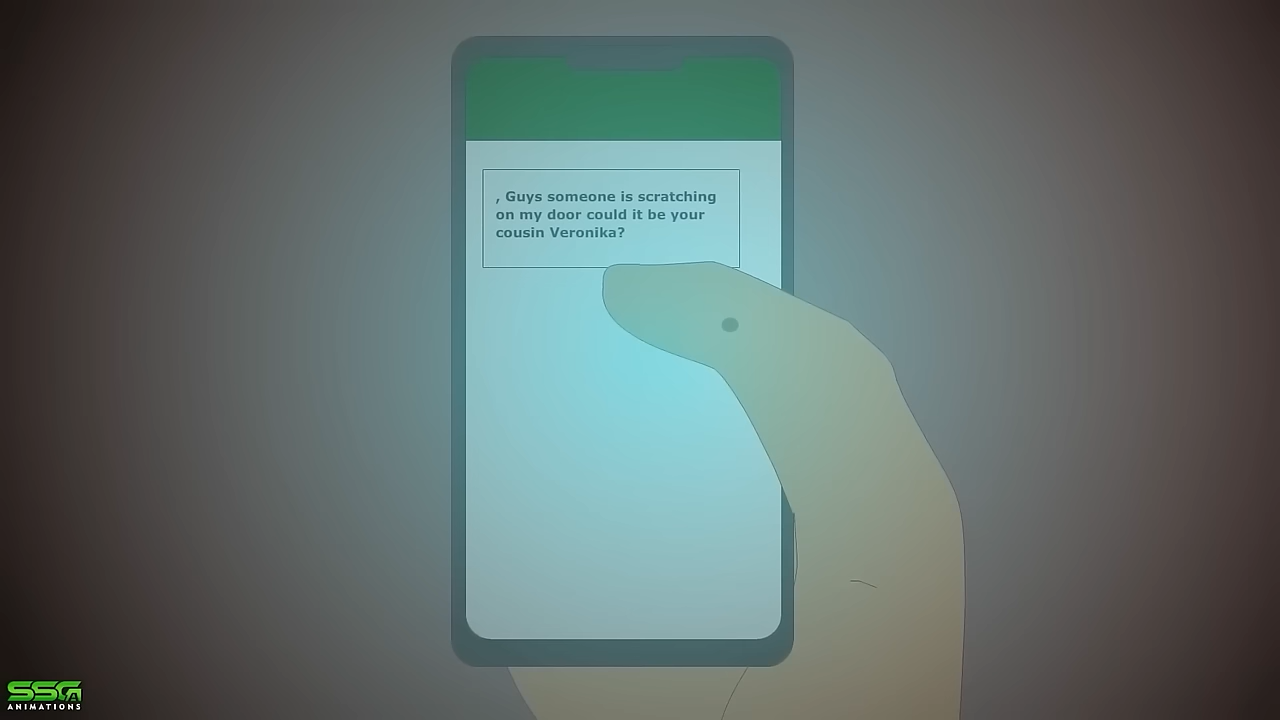 , Guys someone is scratching
on my door could it be your
cousin Veronika?
SSGA
ANIMATIONS